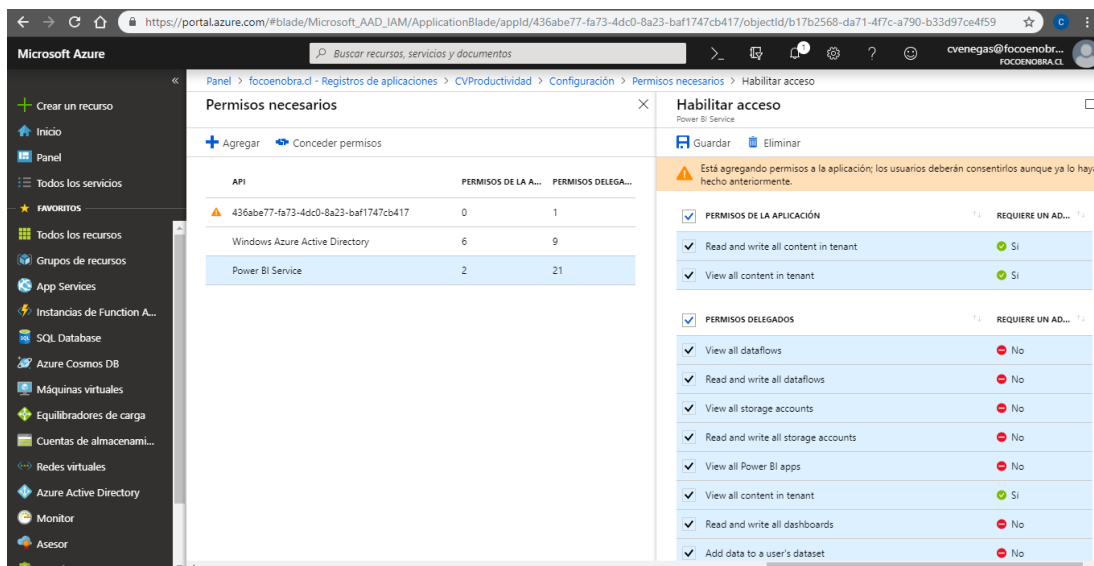 https://portal.azure.com/#blade/Microsoft_AAD_IAM/ApplicationBlade/appId/436abe77-fa73-4dc0-8a23-baf1747cb417/objectId/b17b2568-da71-4f7c-a790-b33d97ce4f59
C
Microsoft Azure
Buscar recursos, servicios y documentos
1
cvenegas@focoenobr...
FOCOENOBRA.CL
Panel > focoenobra.cl - Registros de aplicaciones > CVProductividad > Configuración > Permisos necesarios > Habilitar acceso
Crear un recurso
Inicio
Panel
Todos los servicios
FAVORITOS
Todos los recursos
Grupos de recursos
App Services
Instancias de Function A...
SQL Database
Azure Cosmos DB
Máquinas virtuales
Equilibradores de carga
Cuentas de almacenami...
Redes virtuales
Azure Active Directory
Monitor
Asesor
Permisos necesarios
Agregar Conceder permisos
API PERMISOS DE LA A... PERMISOS DELEGA...
436abe77-fa73-4dc0-8a23-baf1747cb417 0 1
Windows Azure Active Directory 6 9
Power BI Service 2 21
Habilitar acceso
Power BI Service
Guardar Eliminar
Está agregando permisos a la aplicación; los usuarios deberán consentirlos aunque ya lo haya
hecho anteriormente.
PERMISOS DE LA APLICACIÓN REQUIERE UN AD...
Read and write all content in tenant Sí
View all content in tenant Sí
PERMISOS DELEGADOS REQUIERE UN AD...
View all dataflows No
Read and write all dataflows No
View all storage accounts No
Read and write all storage accounts No
View all Power BI apps No
View all content in tenant Sí
Read and write all dashboards No
Add data to a user's dataset No